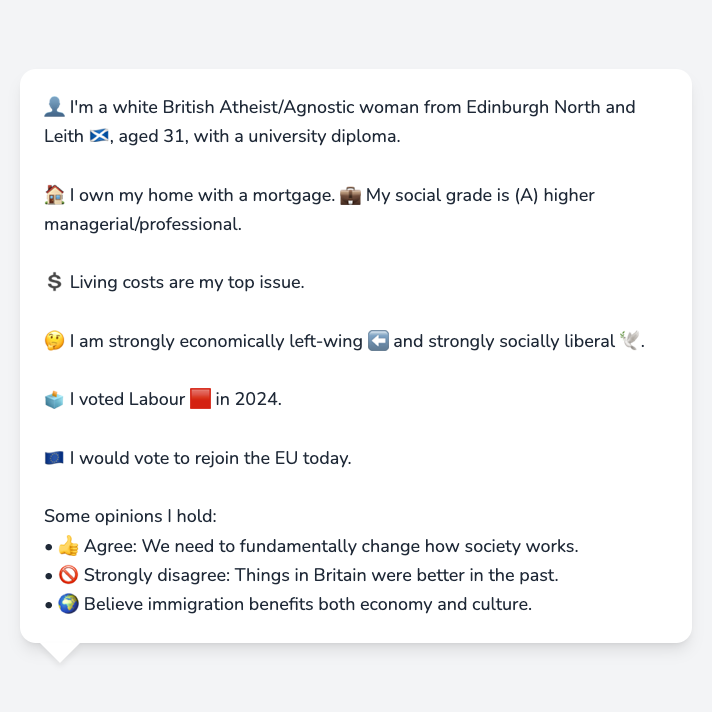 👤 I'm a white British Atheist/Agnostic woman from Edinburgh North and
Leith 🏴󠁧󠁢󠁳󠁣󠁴󠁿, aged 31, with a university diploma.
🏠 I own my home with a mortgage. 💼 My social grade is (A) higher
managerial/professional.
💲 Living costs are my top issue.
🤔 I am strongly economically left-wing ⬅️ and strongly socially liberal 🕊️.
🗳️ I voted Labour 🟥 in 2024.
🇪🇺 I would vote to rejoin the EU today.
Some opinions I hold:
• 👍 Agree: We need to fundamentally change how society works.
• 🚫 Strongly disagree: Things in Britain were better in the past.
• 🌍 Believe immigration benefits both economy and culture.